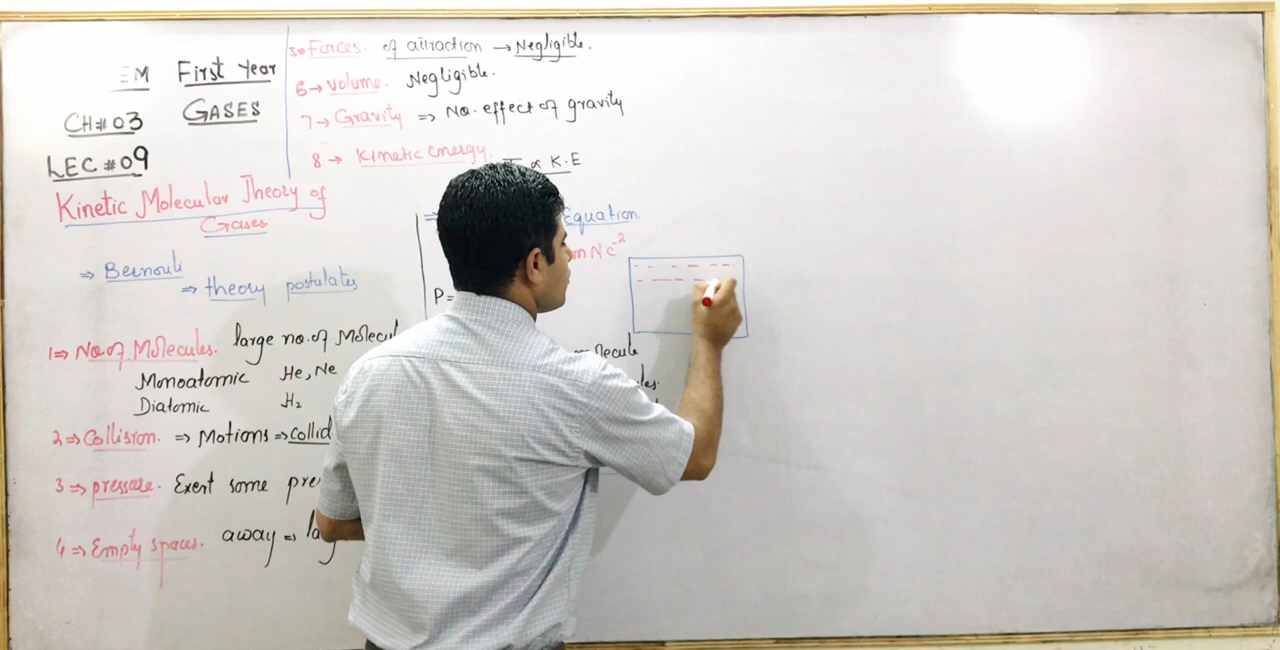 EM First Year
CH#03 GASES
LEC#09
Kinetic Molecular Theory of
Gases
⇒ Bernouli
⇒ theory postulates
1⇒ No. of Molecules. large no. of Molecul
Monoatomic He, Ne
Diatomic H₂
2⇒ Collision. ⇒ Motions ⇒ collid
3⇒ pressure. Exert some pre
4⇒ Empty spaces. away ⇒
5⇒ Forces. of attraction → Negligible.
6→ Volume. Negligible.
7→ Gravity ⇒ No. effect of gravity
8→ Kinetic energy. T ∝ K.E
⇒ Equation.
mNc⁻²
P=